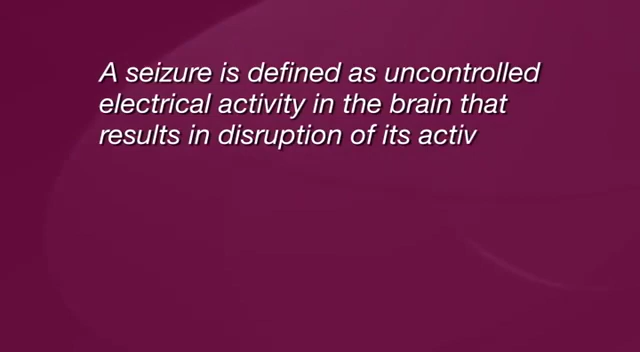 A seizure is defined as uncontrolled
electrical activity in the brain that
results in disruption of its activ